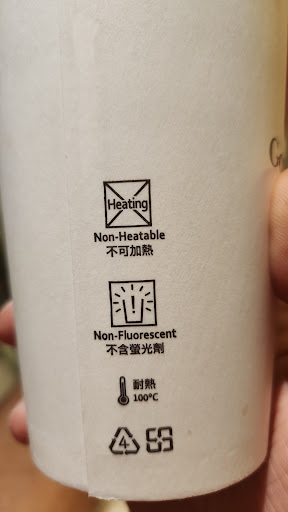 Heating
Non-Heatable
不可加熱
Non-Fluorescent
不含螢光劑
耐熱
100°C
4